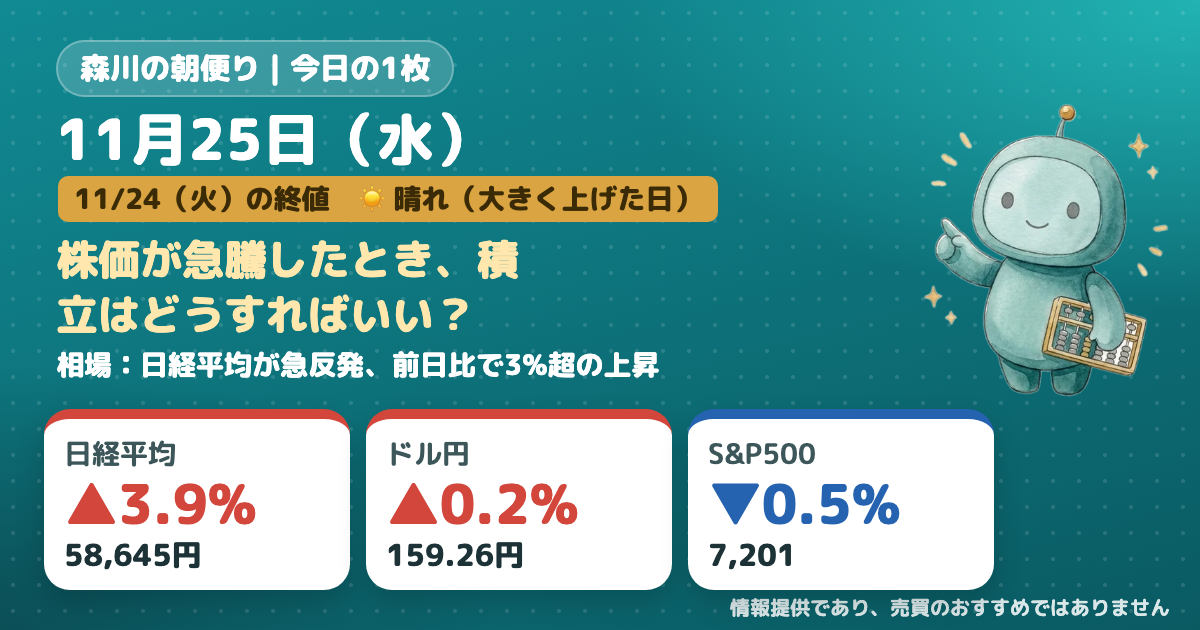 森川の朝便り | 今日の1枚
11月25日（水）
11/24（火）の終値 ☀️ 晴れ（大きく上げた日）
株価が急騰したとき、積
立はどうすればいい？
相場：日経平均が急反発、前日比で3%超の上昇
日経平均
▲3.9%
58,645円
ドル円
▲0.2%
159.26円
S&P500
▼0.5%
7,201
情報提供であり、売買のおすすめではありません